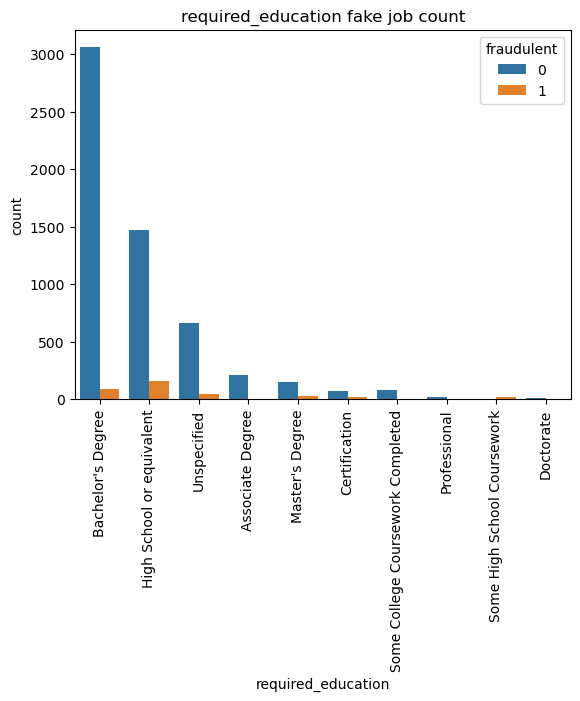 required_education fake job count
fraudulent
0
1
count
3000
2500
2000
1500
1000
500
0
Bachelor's Degree
High School or equivalent
Unspecified
Associate Degree
Master's Degree
Certification
Some College Coursework Completed
Professional
Some High School Coursework
Doctorate
required_education